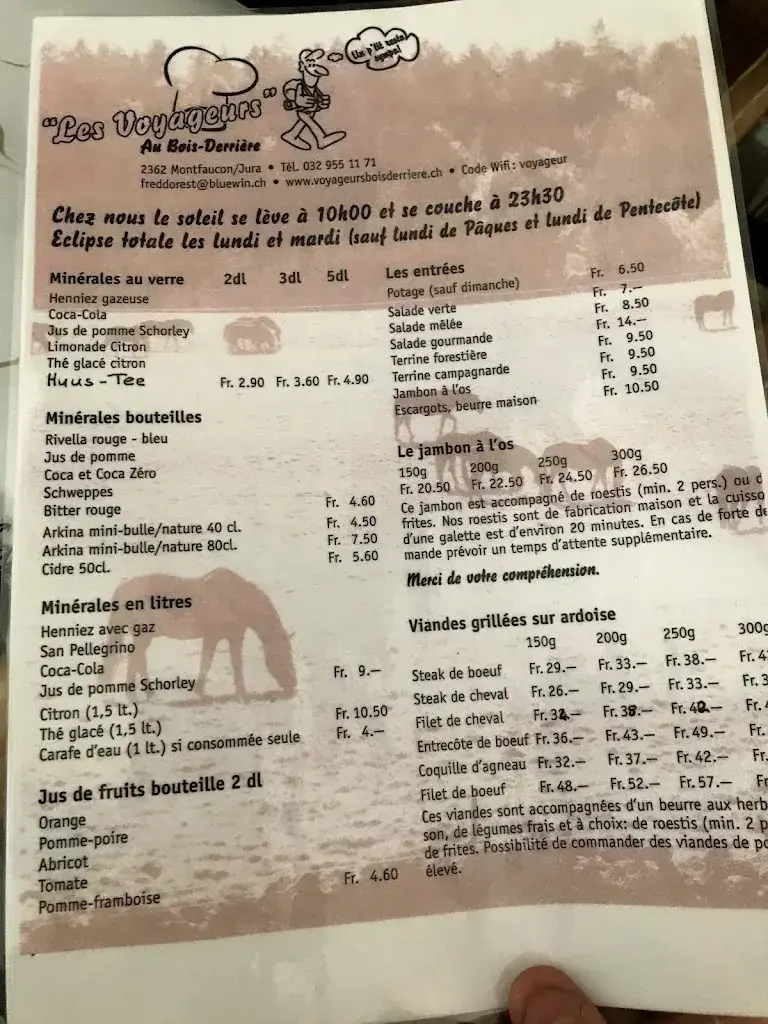 Un p'tit resto, sympa!
"Les Voyageurs"
Au Bois-Derrière
2362 Montfaucon/Jura • Tél. 032 955 11 71
freddorest@bluewin.ch • www.voyageursboisderriere.ch • Code Wifi: voyageur
Chez nous le soleil se lève à 10h00 et se couche à 23h30
Eclipse totale les lundi et mardi (sauf lundi de Pâques et lundi de Pentecôte)
Minérales au verre 2dl 3dl 5dl
Henniez gazeuse
Coca-Cola
Jus de pomme Schorley
Limonade Citron
Thé glacé citron
Huus-Tee Fr. 2.90 Fr. 3.60 Fr. 4.90
Minérales bouteilles
Rivella rouge - bleu
Jus de pomme
Coca et Coca Zéro
Schweppes
Bitter rouge Fr. 4.60
Arkina mini-bulle/nature 40 cl. Fr. 4.50
Arkina mini-bulle/nature 80cl. Fr. 7.50
Cidre 50cl. Fr. 5.60
Minérales en litres
Henniez avec gaz
San Pellegrino
Coca-Cola
Jus de pomme Schorley Fr. 9.—
Citron (1,5 lt.)
Thé glacé (1,5 lt.) Fr. 10.50
Carafe d'eau (1 lt.) si consommée seule Fr. 4.—
Jus de fruits bouteille 2 dl
Orange
Pomme-poire
Abricot
Tomate
Pomme-framboise Fr. 4.60
Les entrées
Potage (sauf dimanche) Fr. 6.50
Salade verte Fr. 7.—
Salade mêlée Fr. 8.50
Salade gourmande Fr. 14.—
Terrine forestière Fr. 9.50
Terrine campagnarde Fr. 9.50
Jambon à l'os Fr. 9.50
Escargots, beurre maison Fr. 10.50
Le jambon à l'os
150g 200g 250g 300g
Fr. 20.50 Fr. 22.50 Fr. 24.50 Fr. 26.50
Ce jambon est accompagné de roestis (min. 2 pers.) ou d
frites. Nos roestis sont de fabrication maison et la cuisso
d'une galette est d'environ 20 minutes. En cas de forte de
mande prévoir un temps d'attente supplémentaire.
Merci de votre compréhension.
Viandes grillées sur ardoise
150g 200g 250g 300g
Steak de boeuf Fr. 29.— Fr. 33.— Fr. 38.— Fr. 4
Steak de cheval Fr. 26.— Fr. 29.— Fr. 33.— Fr. 3
Filet de cheval Fr. Fr. Fr. Fr.
Entrecôte de boeuf Fr. 36.— Fr. 43.— Fr. 49.— Fr.
Coquille d'agneau Fr. 32.— Fr. 37.— Fr. 42.— Fr.
Filet de boeuf Fr. 48.— Fr. 52.— Fr. 57.— Fr
Ces viandes sont accompagnées d'un beurre aux herb
son, de légumes frais et à choix: de roestis (min. 2 p
de frites. Possibilité de commander des viandes de po
élevé.